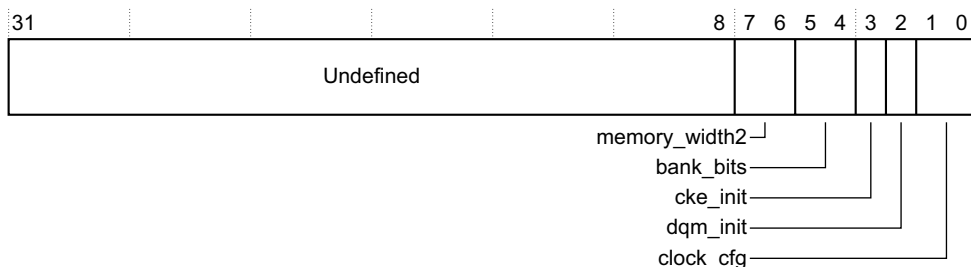 31 8 7 6 5 4 3 2 1 0
Undefined
memory_width2
bank_bits
cke_init
dqm_init
clock_cfg